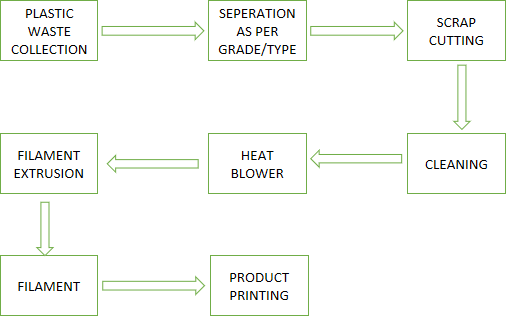 PLASTIC
WASTE
COLLECTION
SEPERATION
AS PER
GRADE/TYPE
SCRAP
CUTTING
CLEANING
HEAT
BLOWER
FILAMENT
EXTRUSION
FILAMENT
PRODUCT
PRINTING